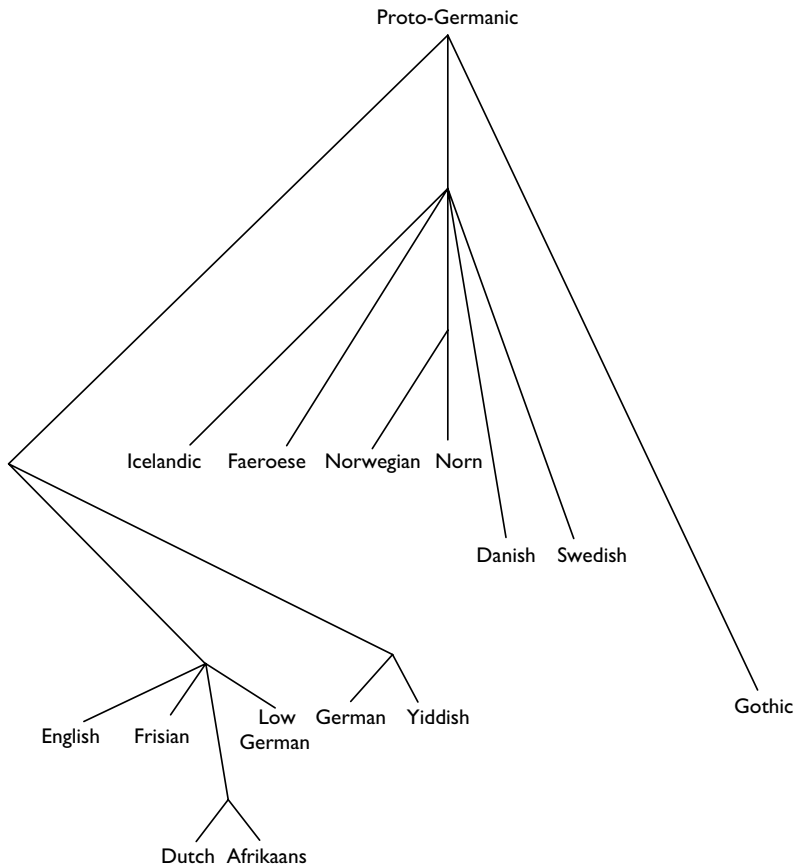 Proto-Germanic
Icelandic Faeroese Norwegian Norn
Danish Swedish
Gothic
English Frisian Low German German Yiddish
Dutch Afrikaans